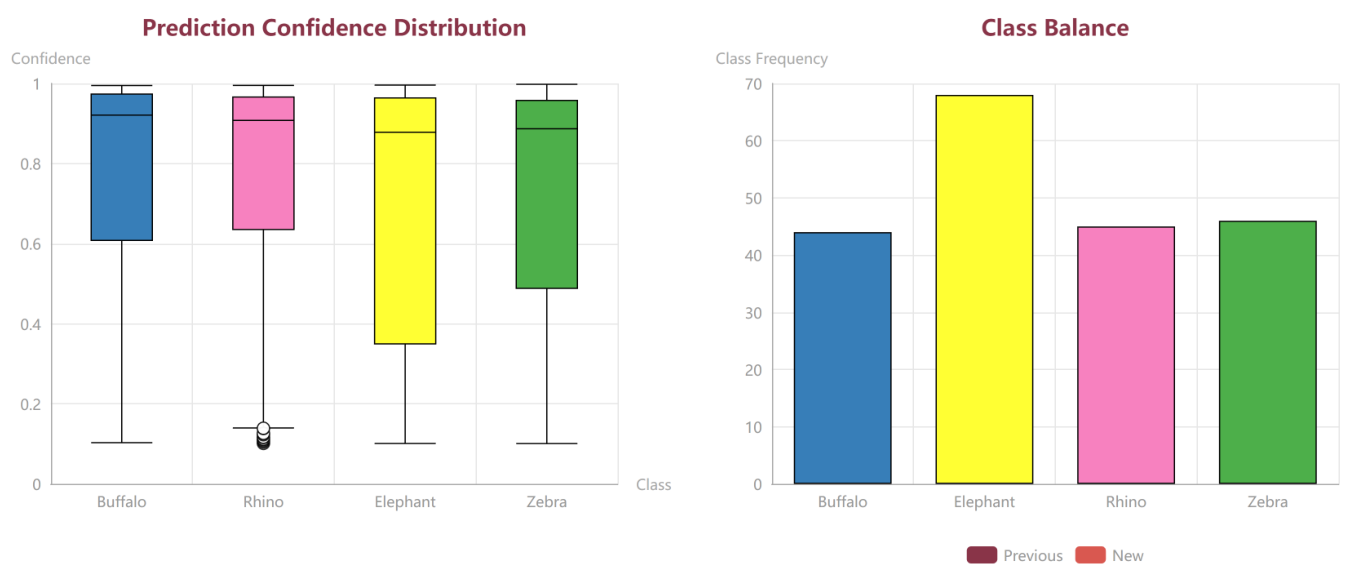 Prediction Confidence Distribution
Confidence
1
0.8
0.6
0.4
0.2
0
Buffalo
Rhino
Elephant
Zebra
Class
Class Balance
Class Frequency
70
60
50
40
30
20
10
0
Buffalo
Elephant
Rhino
Zebra
Previous
New